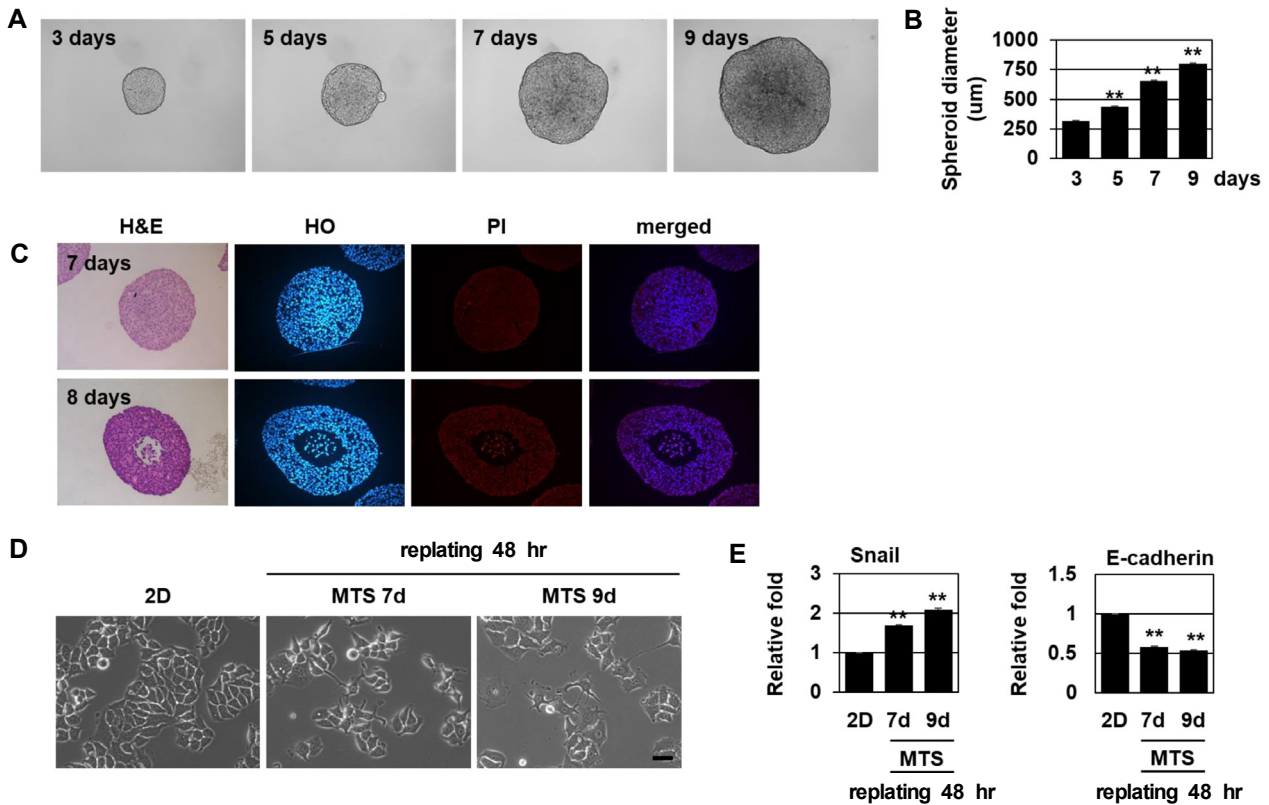 A
3 days
5 days
7 days
9 days
B
Spheroid diameter
(um)
1000
750
500
250
0
**
**
**
3 5 7 9 days
C
H&E HO PI merged
7 days
8 days
D
replating 48 hr
2D MTS 7d MTS 9d
E
Snail
Relative fold
3
2
1
0
**
**
2D 7d 9d
MTS
replating 48 hr
E-cadherin
Relative fold
1.5
1
0.5
0
**
**
2D 7d 9d
MTS
replating 48 hr